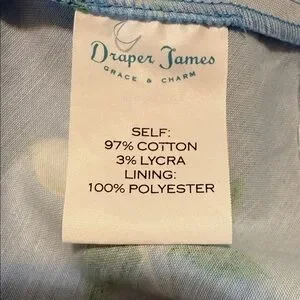 Draper James
GRACE & CHARM
SELF:
97% COTTON
3% LYCRA
LINING:
100% POLYESTER